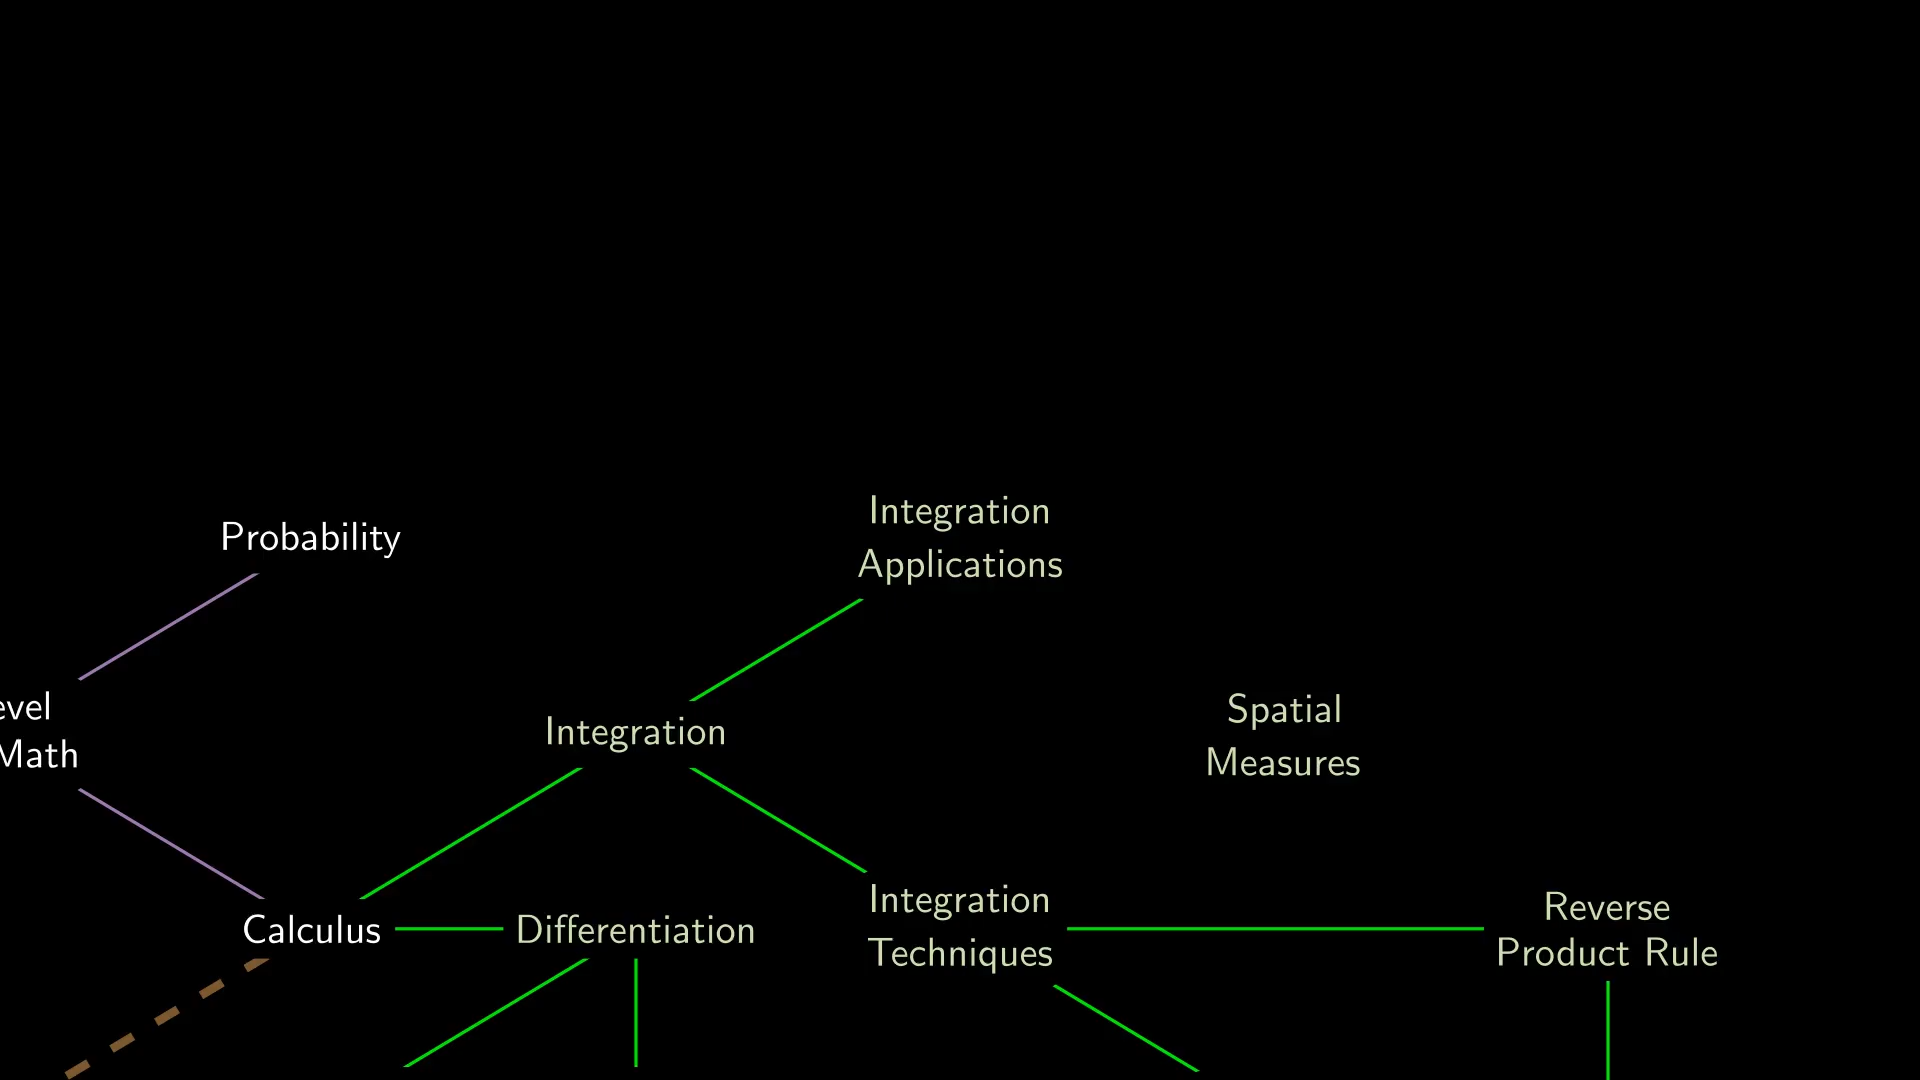 Integration
Applications
Probability
evel
Math
Integration
Spatial
Measures
Calculus
Differentiation
Integration
Techniques
Reverse
Product Rule